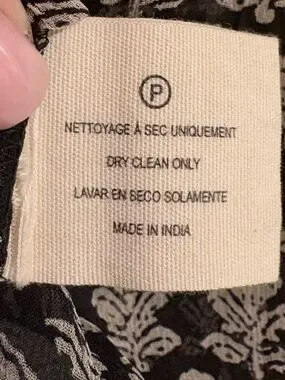 P
NETTOYAGE À SEC UNIQUEMENT
DRY CLEAN ONLY
LAVAR EN SECO SOLAMENTE
MADE IN INDIA